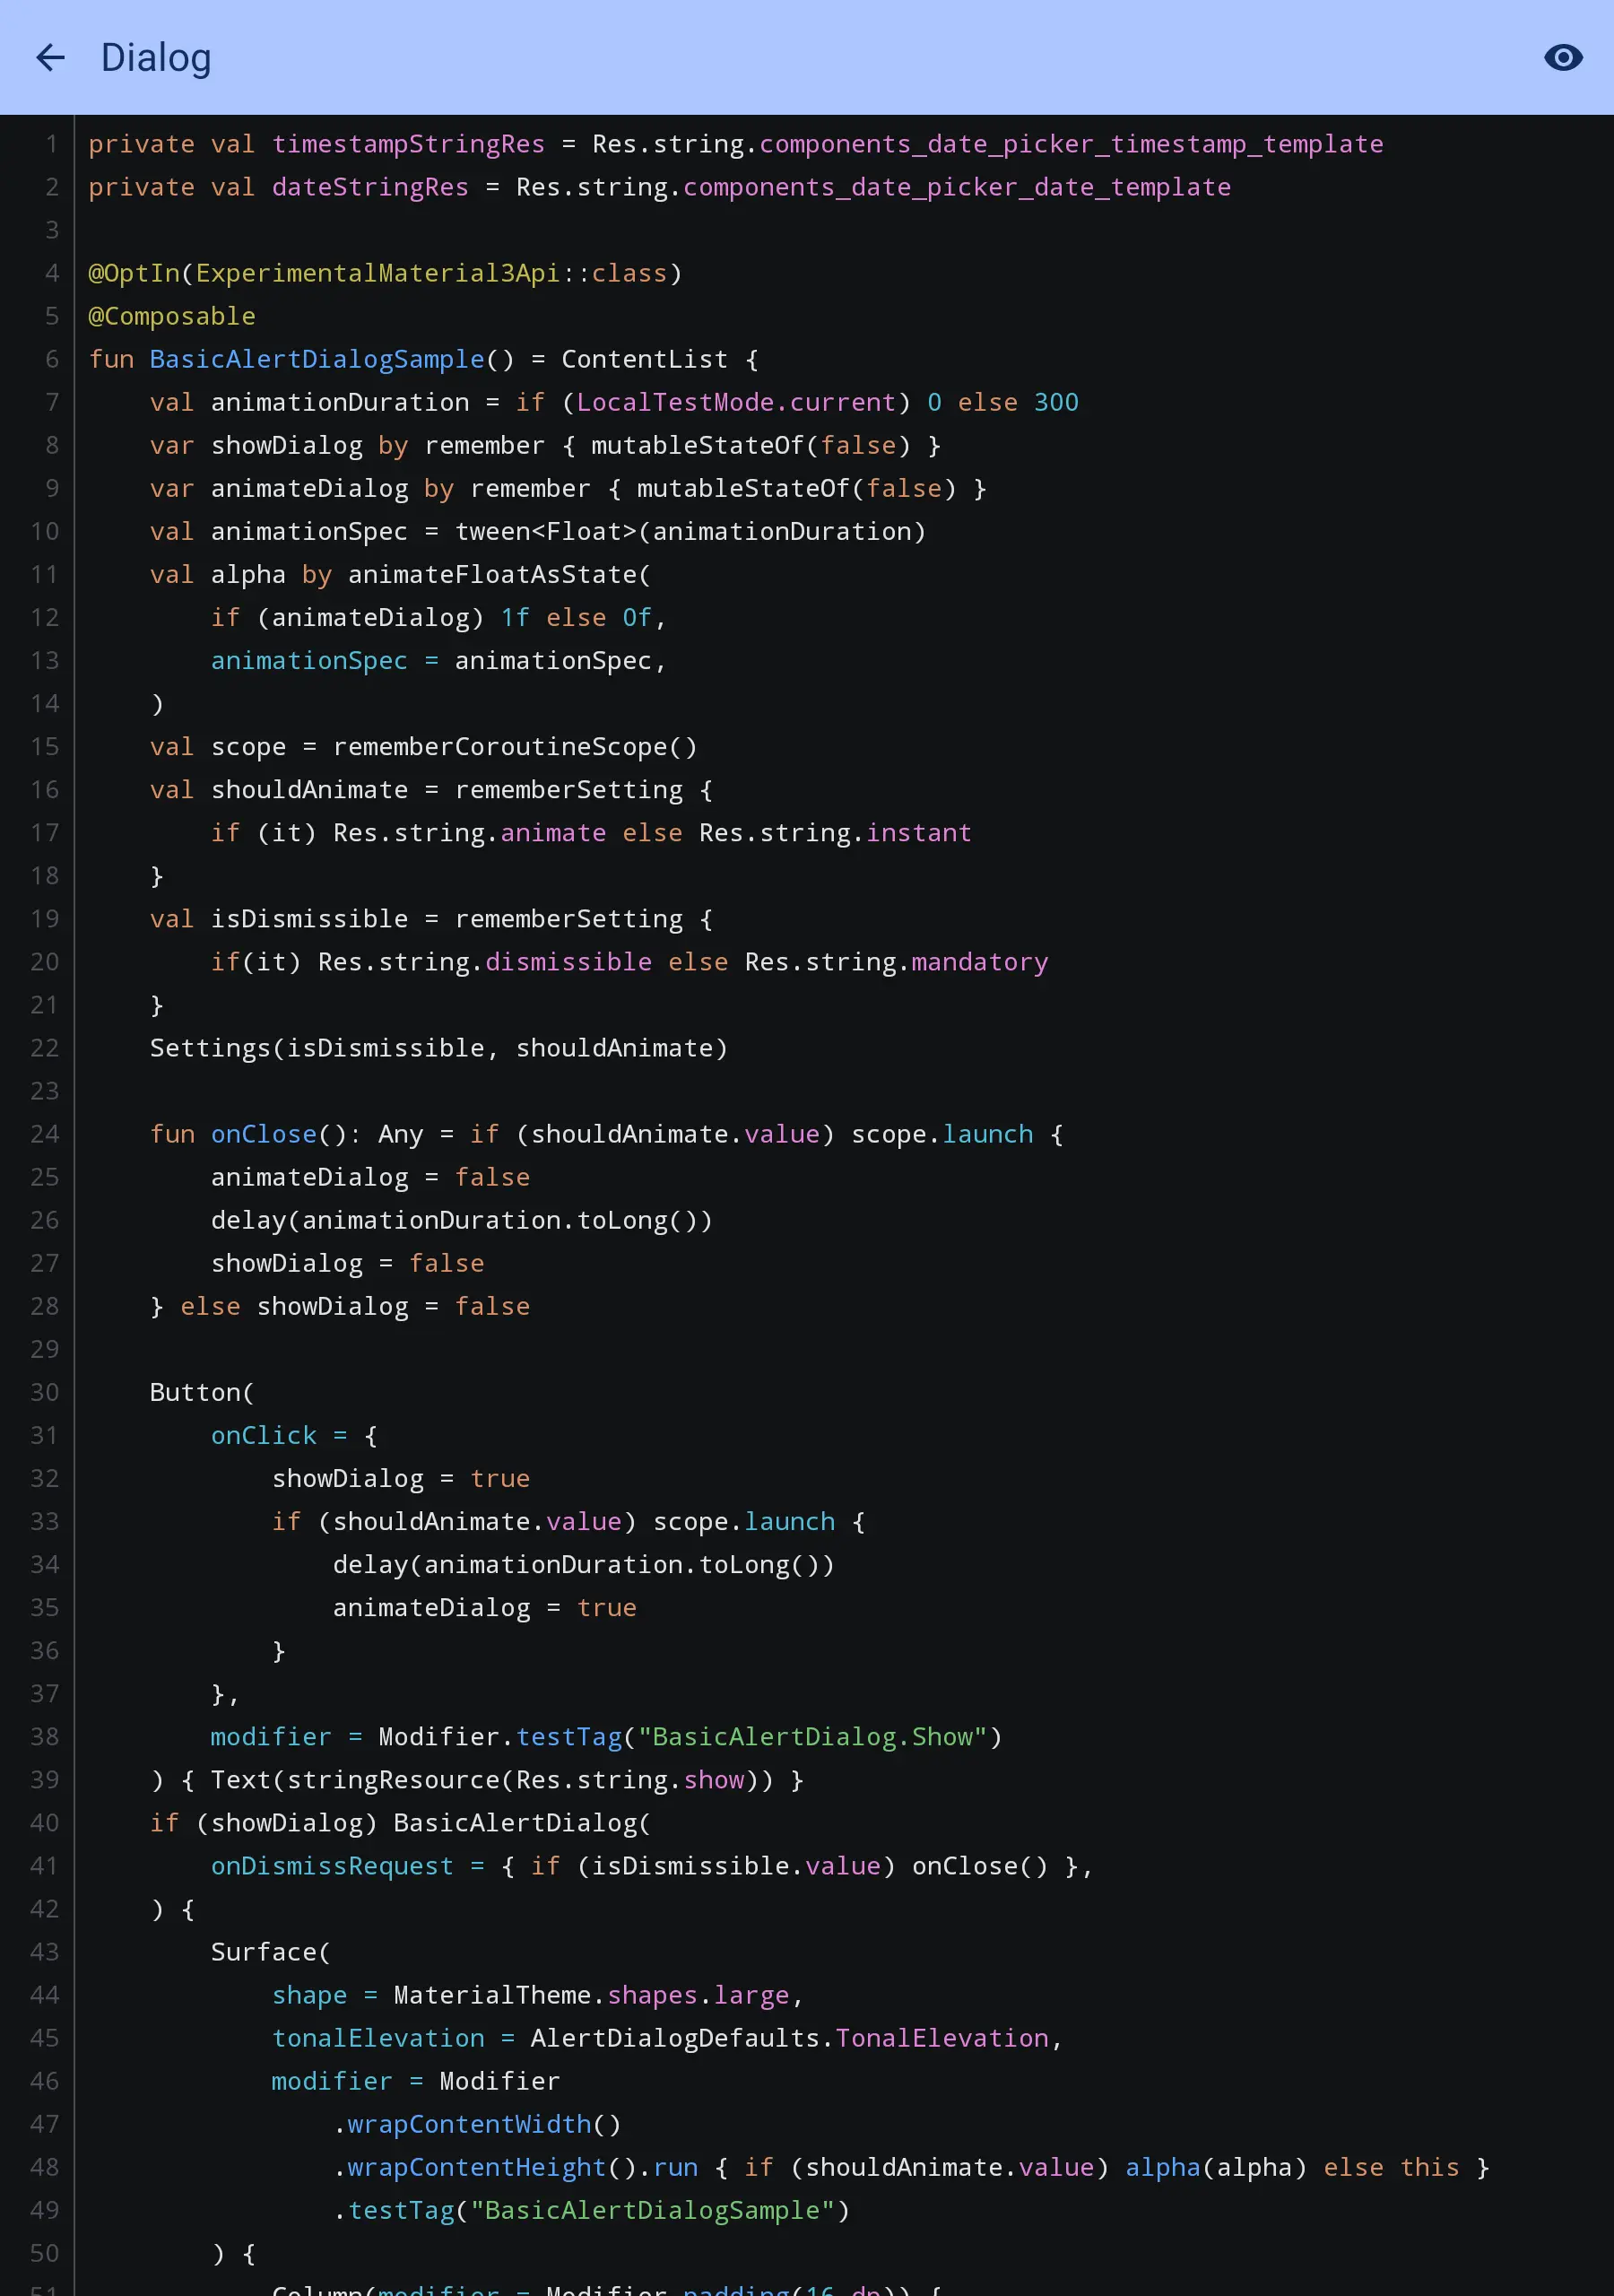 Dialog
1 private val timestampStringRes = Res.string.components_date_picker_timestamp_template
2 private val dateStringRes = Res.string.components_date_picker_date_template
3
4 @OptIn(ExperimentalMaterial3Api::class)
5 @Composable
6 fun BasicAlertDialogSample() = ContentList {
7     val animationDuration = if (LocalTestMode.current) 0 else 300
8     var showDialog by remember { mutableStateOf(false) }
9     var animateDialog by remember { mutableStateOf(false) }
10     val animationSpec = tween<Float>(animationDuration)
11     val alpha by animateFloatAsState(
12         if (animateDialog) 1f else 0f,
13         animationSpec = animationSpec,
14     )
15     val scope = rememberCoroutineScope()
16     val shouldAnimate = rememberSetting {
17         if (it) Res.string.animate else Res.string.instant
18     }
19     val isDismissible = rememberSetting {
20         if(it) Res.string.dismissible else Res.string.mandatory
21     }
22     Settings(isDismissible, shouldAnimate)
23
24     fun onClose(): Any = if (shouldAnimate.value) scope.launch {
25         animateDialog = false
26         delay(animationDuration.toLong())
27         showDialog = false
28     } else showDialog = false
29
30     Button(
31         onClick = {
32             showDialog = true
33             if (shouldAnimate.value) scope.launch {
34                 delay(animationDuration.toLong())
35                 animateDialog = true
36             }
37         },
38         modifier = Modifier.testTag("BasicAlertDialog.Show")
39     ) { Text(stringResource(Res.string.show)) }
40     if (showDialog) BasicAlertDialog(
41         onDismissRequest = { if (isDismissible.value) onClose() },
42     ) {
43         Surface(
44             shape = MaterialTheme.shapes.large,
45             tonalElevation = AlertDialogDefaults.TonalElevation,
46             modifier = Modifier
47                 .wrapContentWidth()
48                 .wrapContentHeight().run { if (shouldAnimate.value) alpha(alpha) else this }
49                 .testTag("BasicAlertDialogSample")
50         ) {
51             Column(modifier = Modifier.padding(16.dp)) {